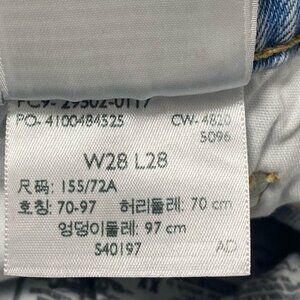 PC9- 29502-0117
PO- 4100484525 CW- 4820
5096
W28 L28
尺码: 155/72A
호칭: 70-97 허리둘레: 70 cm
엉덩이둘레: 97 cm
S40197 AD